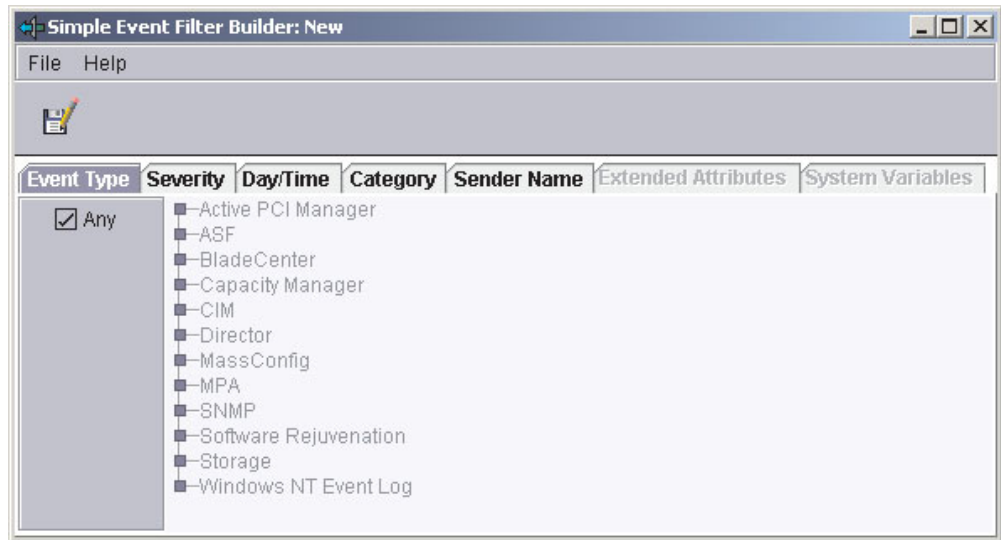 Simple Event Filter Builder: New
File Help
Event Type Severity Day/Time Category Sender Name Extended Attributes System Variables
Any
Active PCI Manager
ASF
BladeCenter
Capacity Manager
CIM
Director
MassConfig
MPA
SNMP
Software Rejuvenation
Storage
Windows NT Event Log